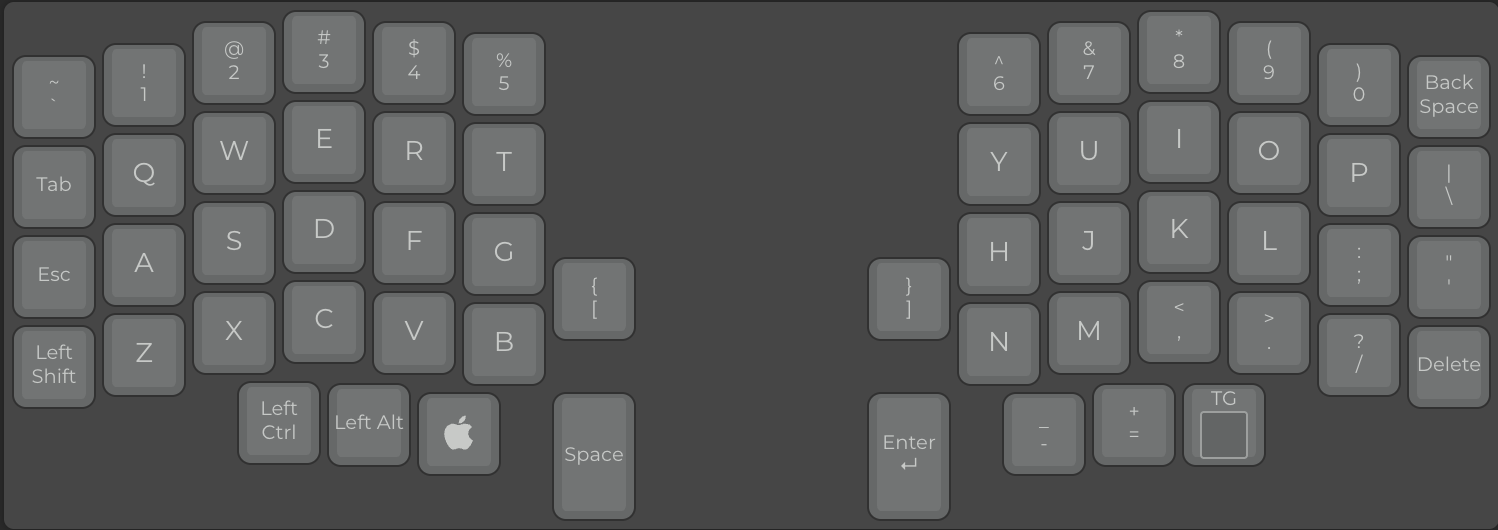 ~
`
!
1
@
2
#
3
$
4
%
5
^
6
&
7
*
8
(
9
)
0
Back
Space
Tab
Q
W
E
R
T
Y
U
I
O
P
|
\
Esc
A
S
D
F
G
{
[
}
]
H
J
K
L
:
;
"
'
Left
Shift
Z
X
C
V
B
N
M
<
,
>
.
?
/
Delete
Left
Ctrl
Left Alt
Space
Enter
↵
_
-
+
=
TG